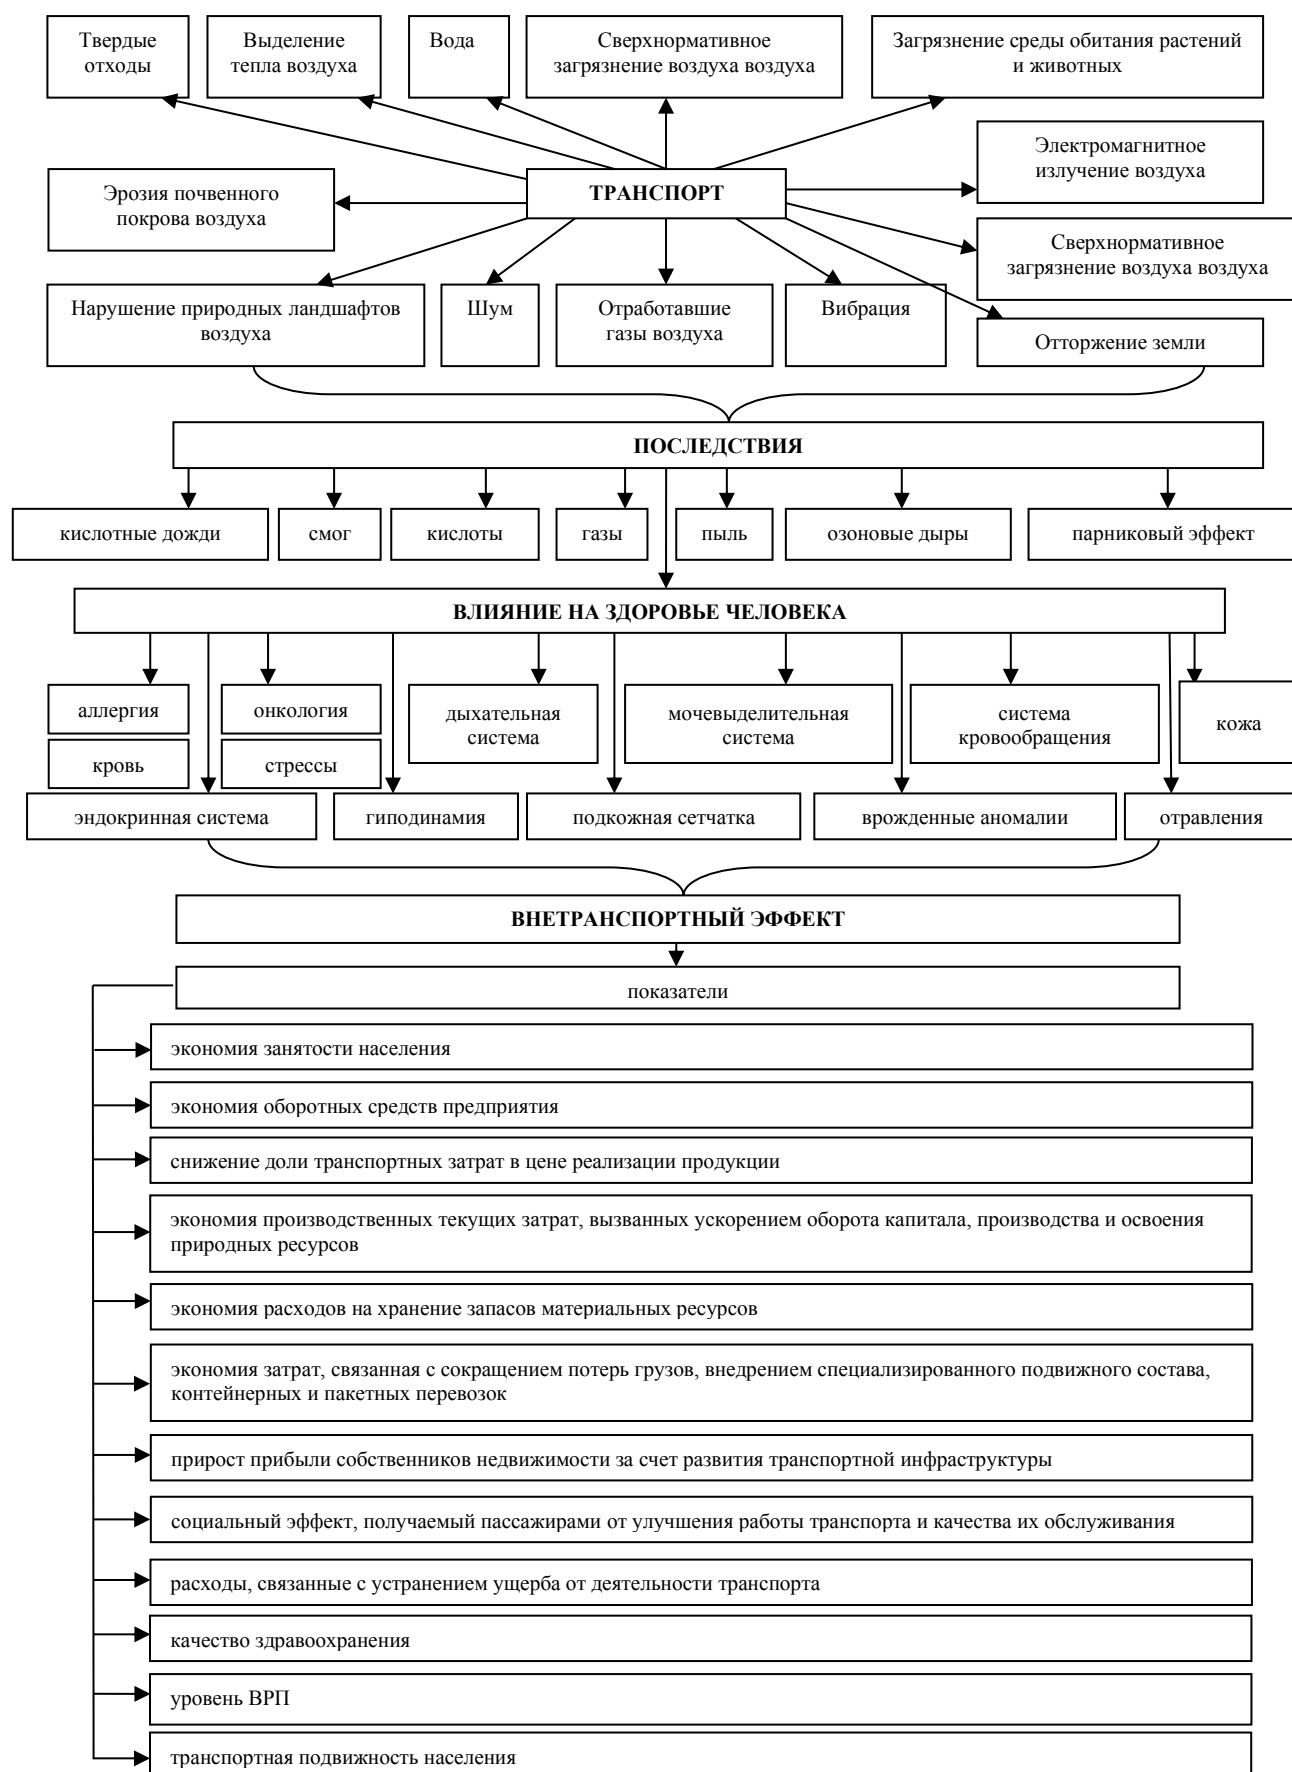 Твердые
отходы
Выделение
тепла воздуха
Вода
Сверхнормативное
загрязнение воздуха воздуха
Загрязнение среды обитания растений
и животных
Электромагнитное
излучение воздуха
Эрозия почвенного
покрова воздуха
ТРАНСПОРТ
Сверхнормативное
загрязнение воздуха воздуха
Нарушение природных ландшафтов
воздуха
Шум
Отработавшие
газы воздуха
Вибрация
Отторжение земли
ПОСЛЕДСТВИЯ
кислотные дожди
смог
кислоты
газы
пыль
озоновые дыры
парниковый эффект
ВЛИЯНИЕ НА ЗДОРОВЬЕ ЧЕЛОВЕКА
аллергия
онкология
дыхательная
система
мочевыделительная
система
система
кровообращения
кожа
кровь
стрессы
эндокринная система
гиподинамия
подкожная сетчатка
врожденные аномалии
отравления
ВНЕТРАНСПОРТНЫЙ ЭФФЕКТ
показатели
экономия занятости населения
экономия оборотных средств предприятия
снижение доли транспортных затрат в цене реализации продукции
экономия производственных текущих затрат, вызванных ускорением оборота капитала, производства и освоения
природных ресурсов
экономия расходов на хранение запасов материальных ресурсов
экономия затрат, связанная с сокращением потерь грузов, внедрением специализированного подвижного состава,
контейнерных и пакетных перевозок
прирост прибыли собственников недвижимости за счет развития транспортной инфраструктуры
социальный эффект, получаемый пассажирами от улучшения работы транспорта и качества их обслуживания
расходы, связанные с устранением ущерба от деятельности транспорта
качество здравоохранения
уровень ВРП
транспортная подвижность населения